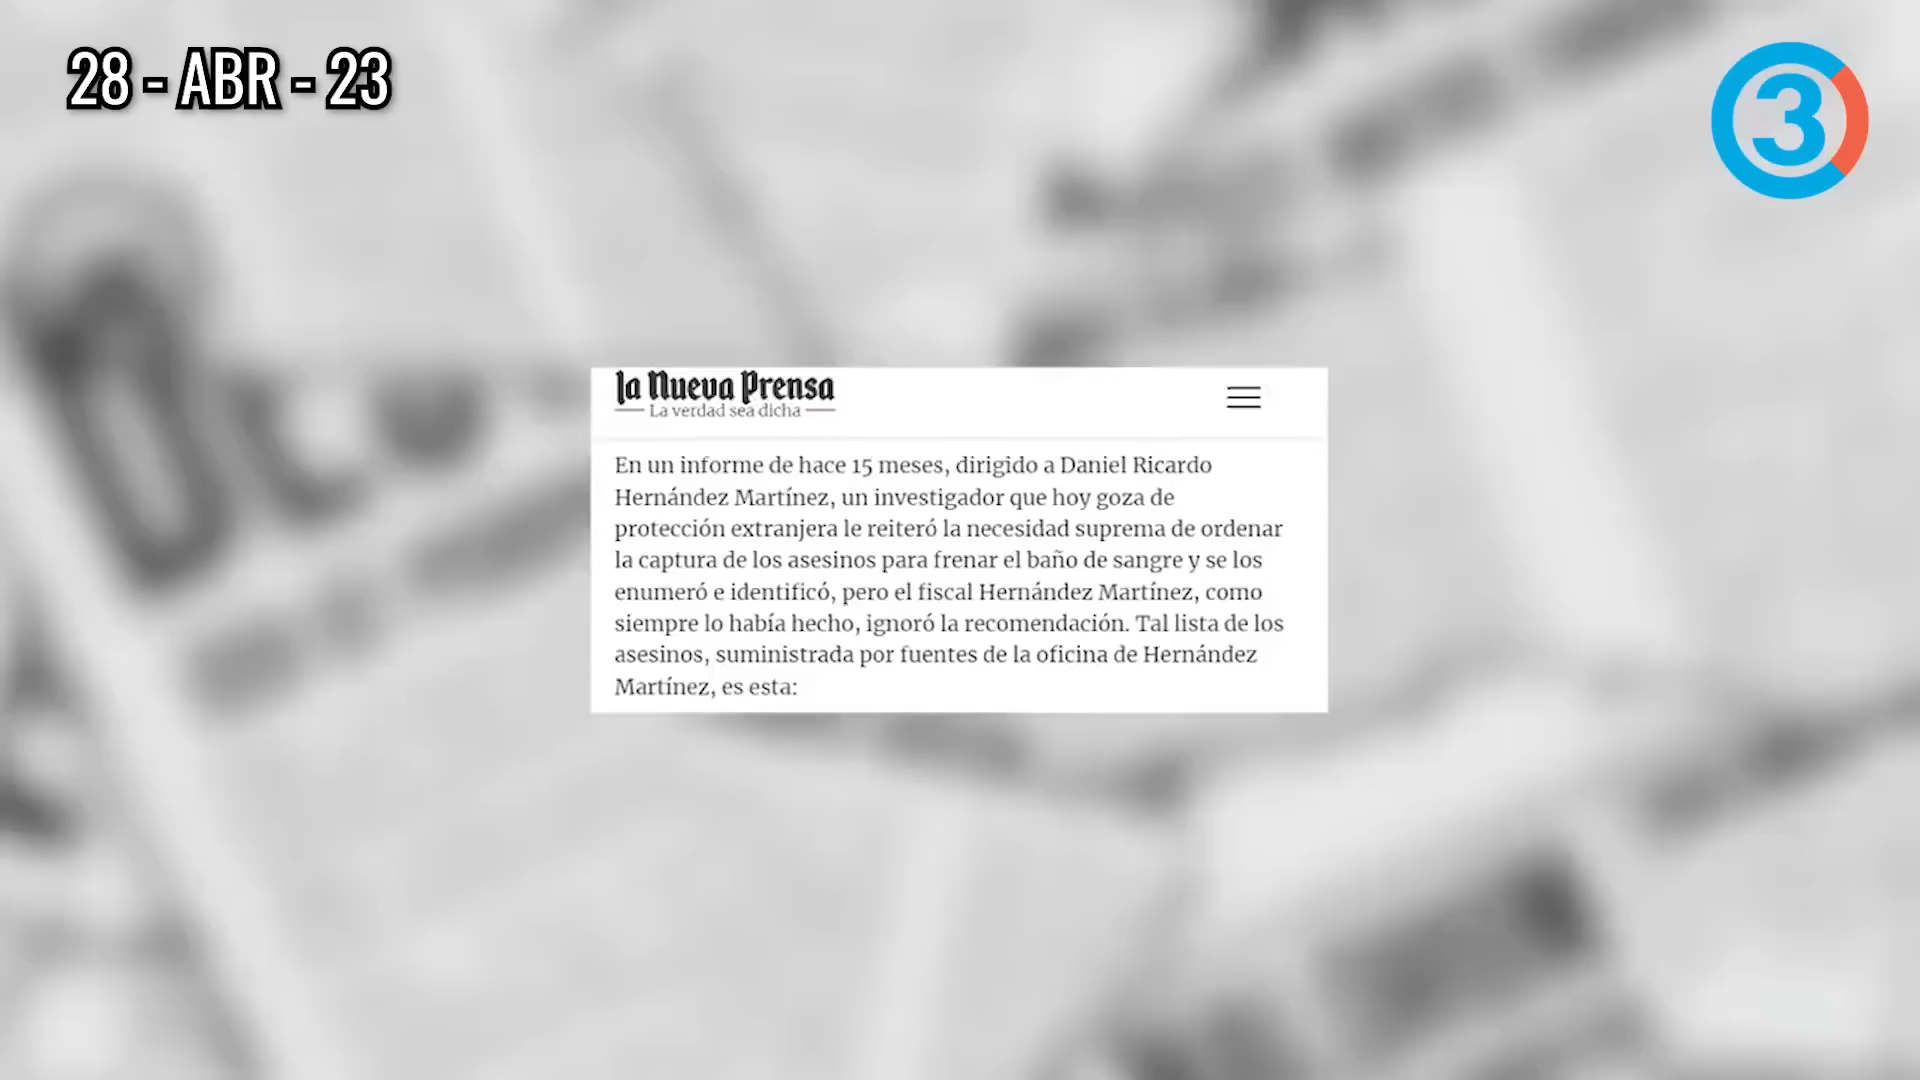 28 - ABR - 23
3
la Nueva Prensa
La verdad sea dicha
En un informe de hace 15 meses, dirigido a Daniel Ricardo
Hernández Martínez, un investigador que hoy goza de
protección extranjera le reiteró la necesidad suprema de ordenar
la captura de los asesinos para frenar el baño de sangre y se los
enumeró e identificó, pero el fiscal Hernández Martínez, como
siempre lo había hecho, ignoró la recomendación. Tal lista de los
asesinos, suministrada por fuentes de la oficina de Hernández
Martínez, es esta: